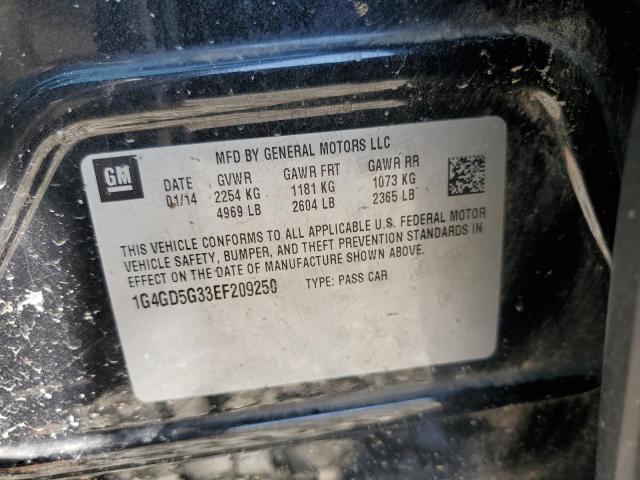 MFD BY GENERAL MOTORS LLC
GM
DATE GVWR GAWR FRT GAWR RR
01/14 2254 KG 1181 KG 1073 KG
4969 LB 2604 LB 2365 LB
THIS VEHICLE CONFORMS TO ALL APPLICABLE U.S. FEDERAL MOTOR
VEHICLE SAFETY, BUMPER, AND THEFT PREVENTION STANDARDS IN
EFFECT ON THE DATE OF MANUFACTURE SHOWN ABOVE.
1G4GD5G33EF209250 TYPE: PASS CAR